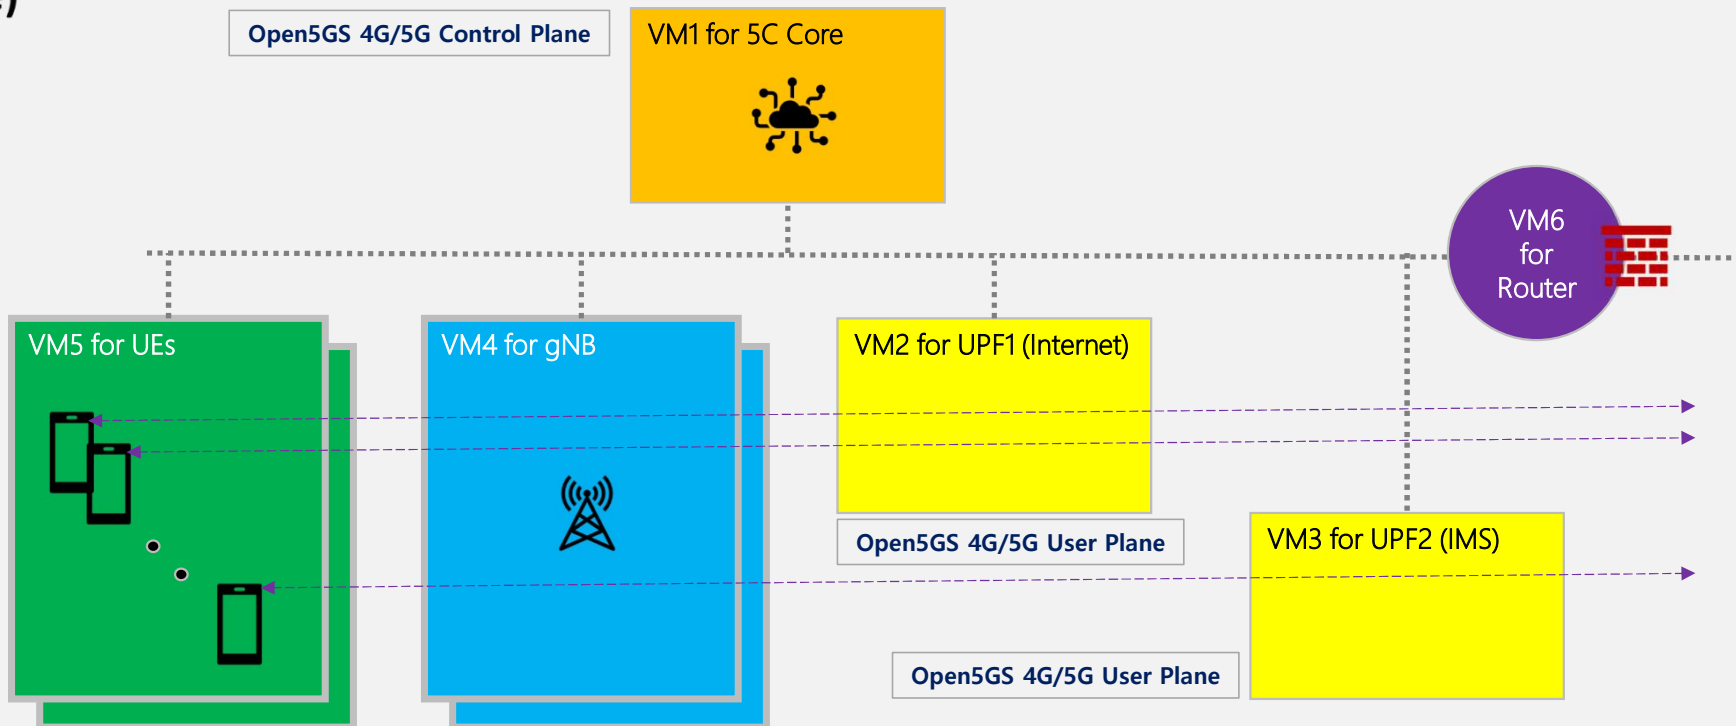 Open5GS 4G/5G Control Plane
VM1 for 5C Core
VM6
for
Router
VM5 for UEs
VM4 for gNB
VM2 for UPF1 (Internet)
Open5GS 4G/5G User Plane
VM3 for UPF2 (IMS)
Open5GS 4G/5G User Plane